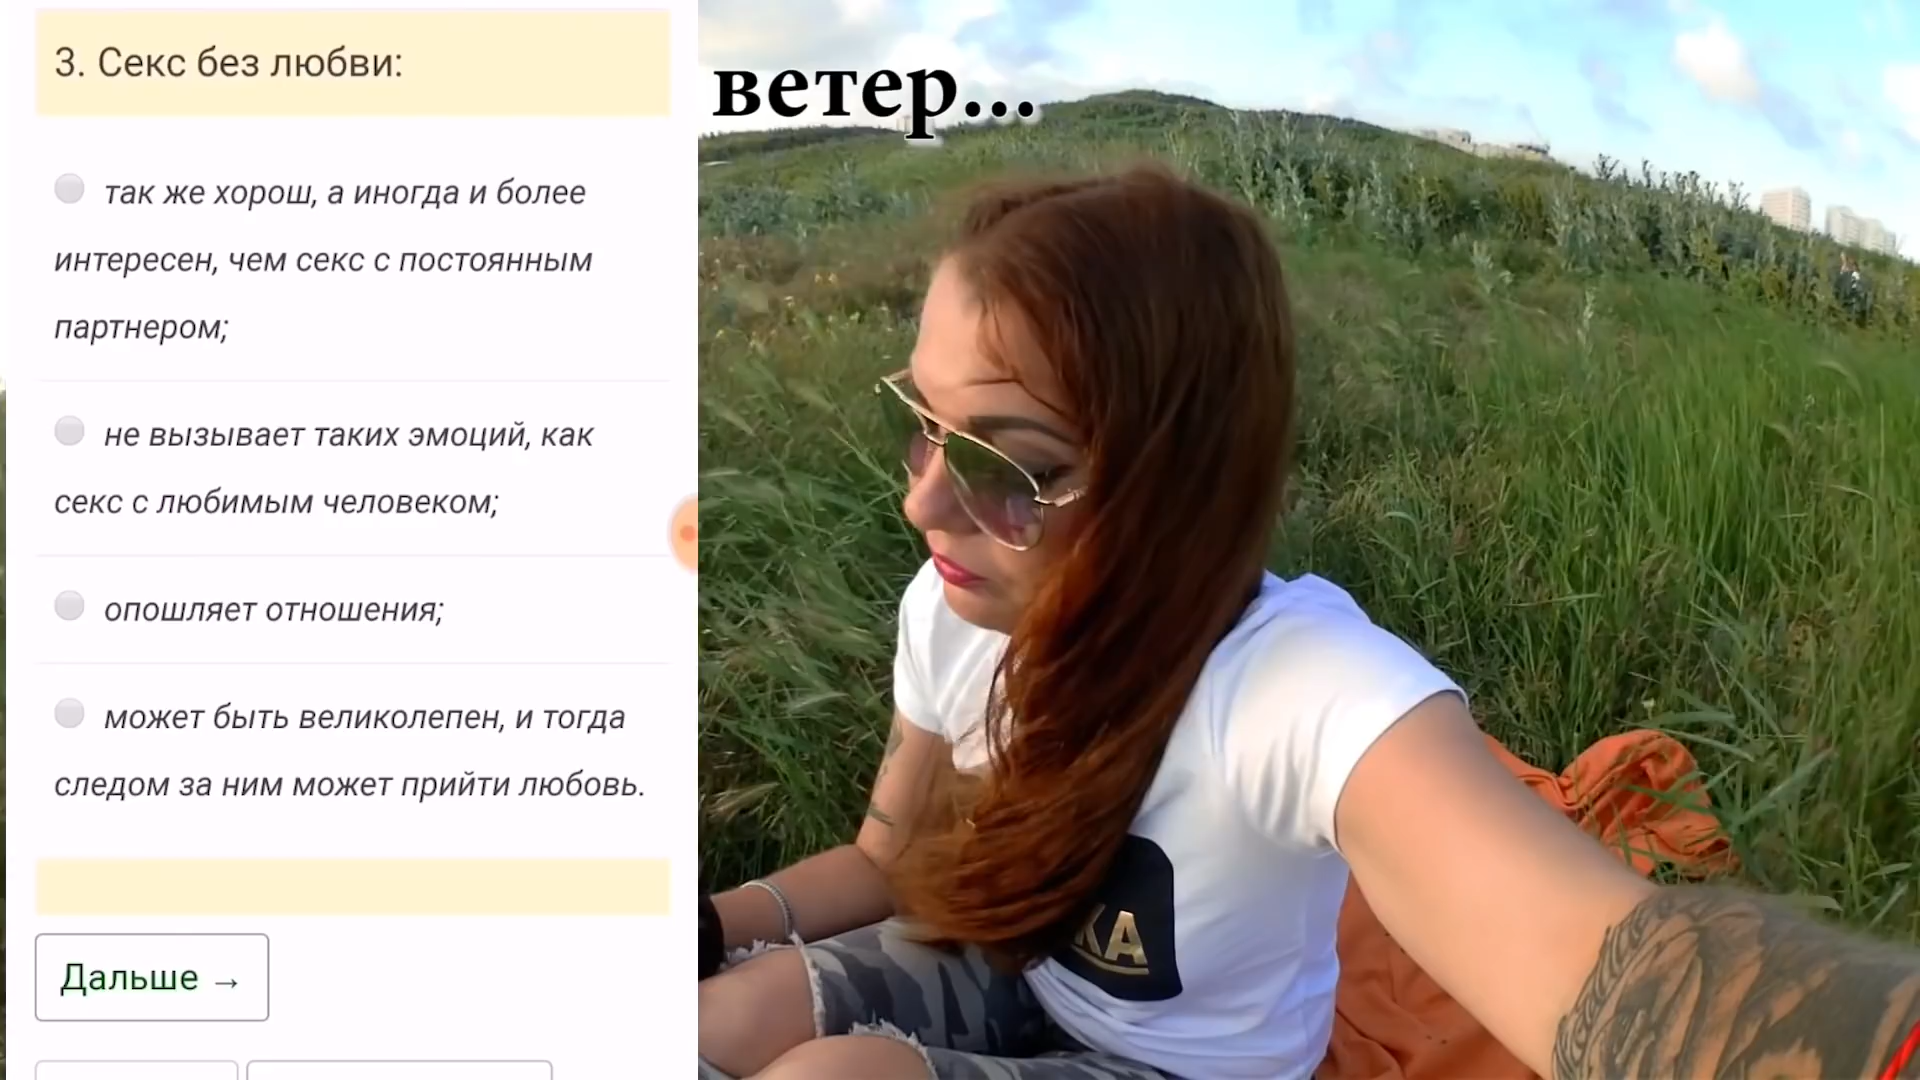 3. Секс без любви:
так же хорош, а иногда и более
интересен, чем секс с постоянным
партнером;
не вызывает таких эмоций, как
секс с любимым человеком;
опошляет отношения;
может быть великолепен, и тогда
следом за ним может прийти любовь.
Дальше →
ветер...
КА